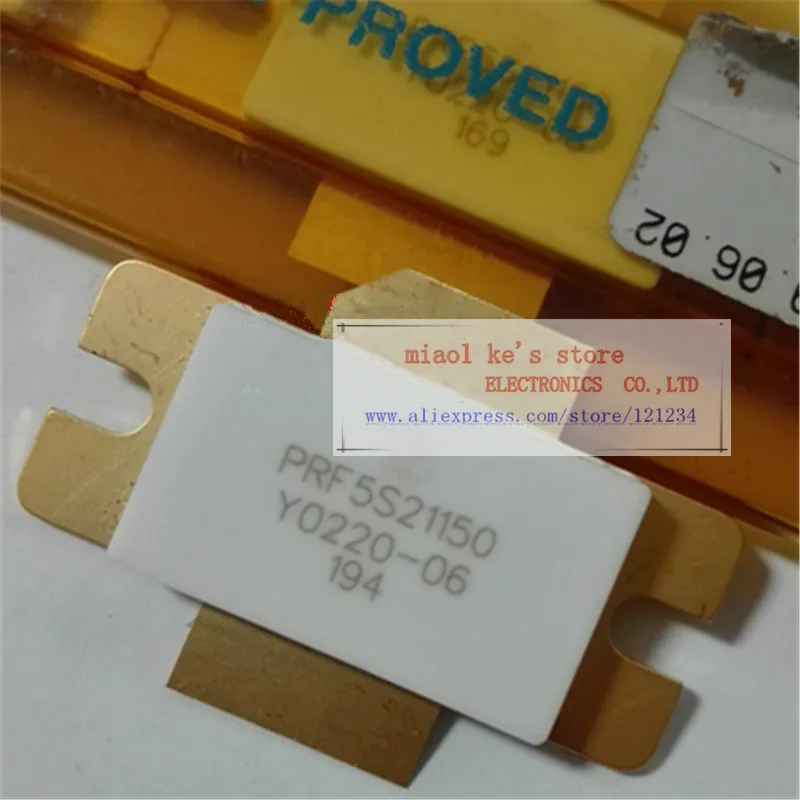 PROVED
169
20.90.06.02
miaol ke's store
ELECTRONICS CO.,LTD
www.aliexpress.com/store/121234
PRF5S21150
Y0220-06
194